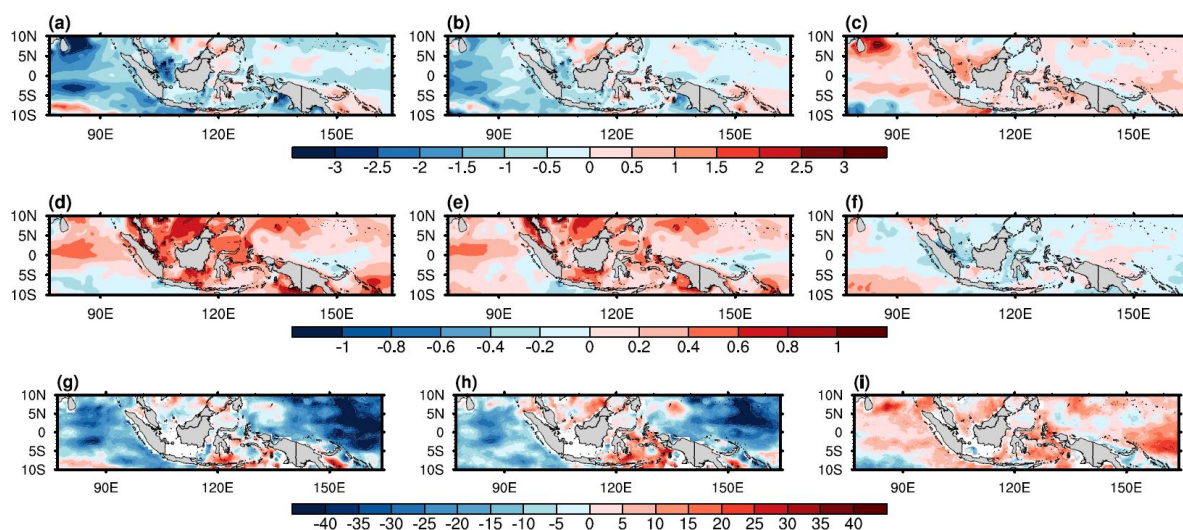 (a) (b) (c)
10N 10N 10N
5N 5N 5N
0 0 0
5S 5S 5S
10S 10S 10S
90E 120E 150E 90E 120E 150E 90E 120E 150E
-3 -2.5 -2 -1.5 -1 -0.5 0 0.5 1 1.5 2 2.5 3
(d) (e) (f)
10N 10N 10N
5N 5N 5N
0 0 0
5S 5S 5S
10S 10S 10S
90E 120E 150E 90E 120E 150E 90E 120E 150E
-1 -0.8 -0.6 -0.4 -0.2 0 0.2 0.4 0.6 0.8 1
(g) (h) (i)
10N 10N 10N
5N 5N 5N
0 0 0
5S 5S 5S
10S 10S 10S
90E 120E 150E 90E 120E 150E 90E 120E 150E
-40 -35 -30 -25 -20 -15 -10 -5 0 5 10 15 20 25 30 35 40